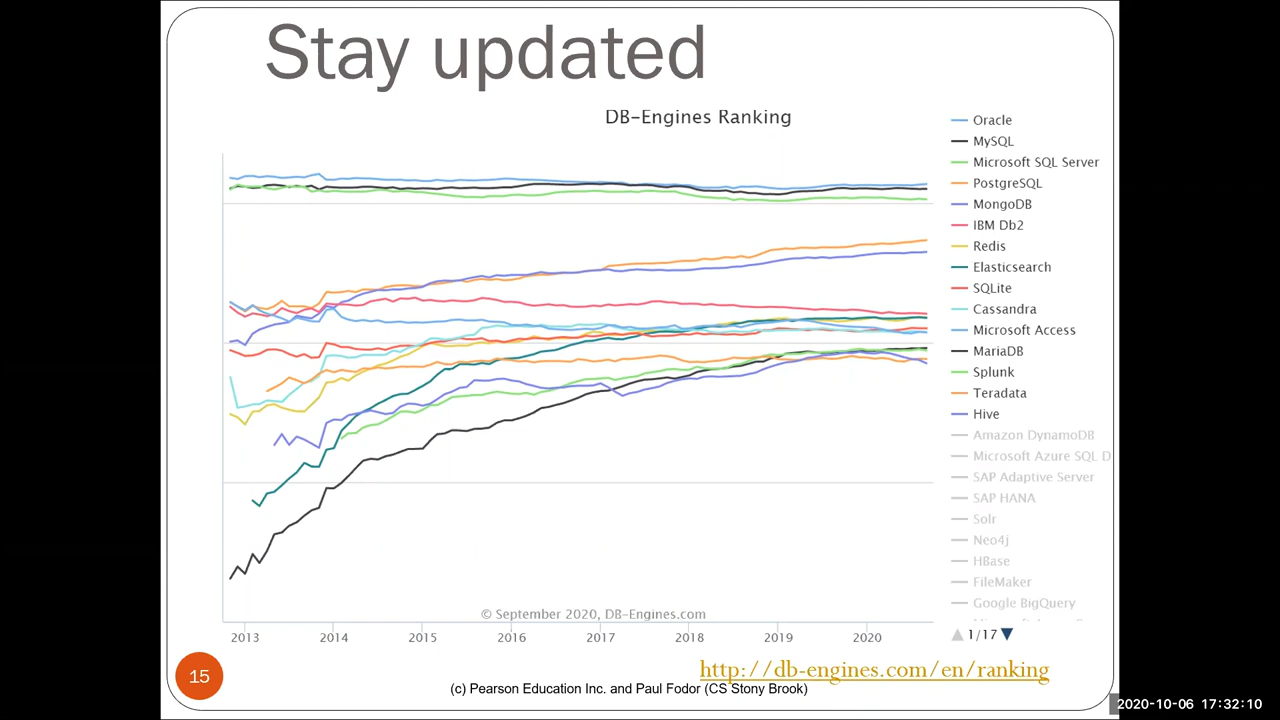 Stay updated
DB-Engines Ranking
Oracle
MySQL
Microsoft SQL Server
PostgreSQL
MongoDB
IBM Db2
Redis
Elasticsearch
SQLite
Cassandra
Microsoft Access
MariaDB
Splunk
Teradata
Hive
Amazon DynamoDB
Microsoft Azure SQL D
SAP Adaptive Server
SAP HANA
Solr
Neo4j
HBase
FileMaker
Google BigQuery
1/17
© September 2020, DB-Engines.com
2013 2014 2015 2016 2017 2018 2019 2020
http://db-engines.com/en/ranking
15
(c) Pearson Education Inc. and Paul Fodor (CS Stony Brook)
2020-10-06 17:32:10